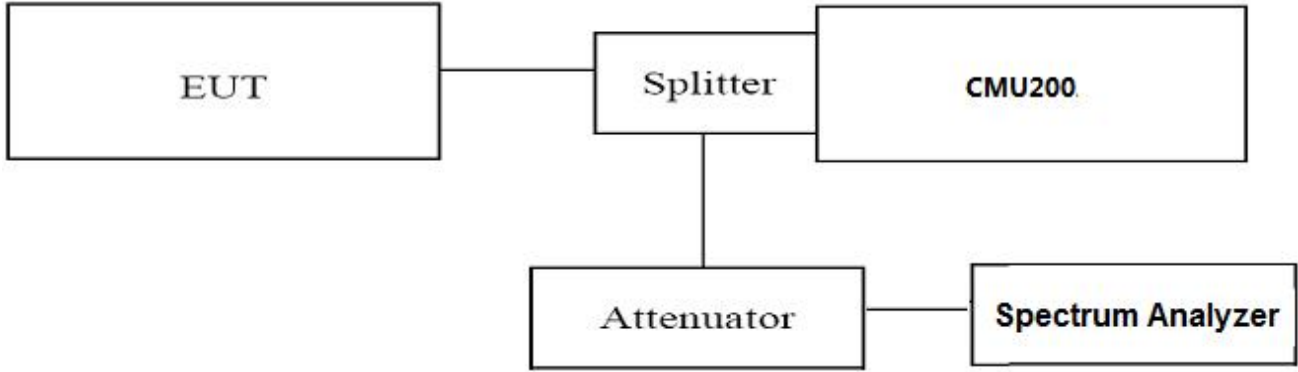 EUT
Splitter
CMU200
Attenuator
Spectrum Analyzer